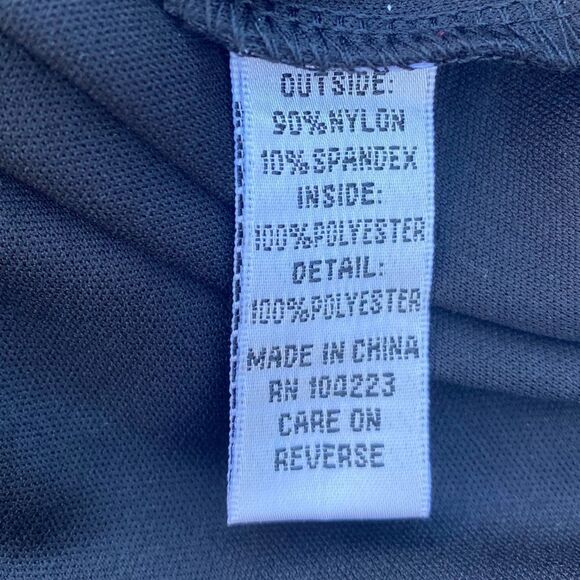 OUTSIDE:
90%NYLON
10%SPANDEX
INSIDE:
100%POLYESTER
DETAIL:
100%POLYESTER
MADE IN CHINA
RN 104223
CARE ON
REVERSE